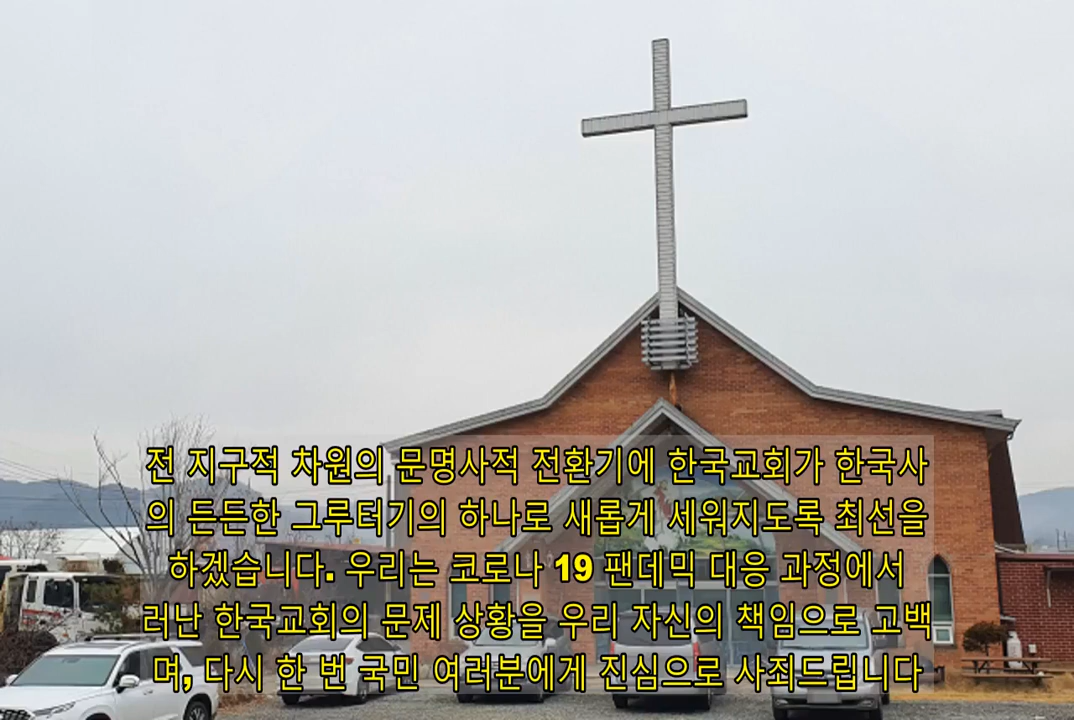 전 지구적 차원의 문명사적 전환기에 한국교회가 한국사
의 든든한 그루터기의 하나로 새롭게 세워지도록 최선을
하겠습니다. 우리는 코로나 19 팬데믹 대응 과정에서
러난 한국교회의 문제 상황을 우리 자신의 책임으로 고백
며, 다시 한 번 국민 여러분에게 진심으로 사죄드립니다